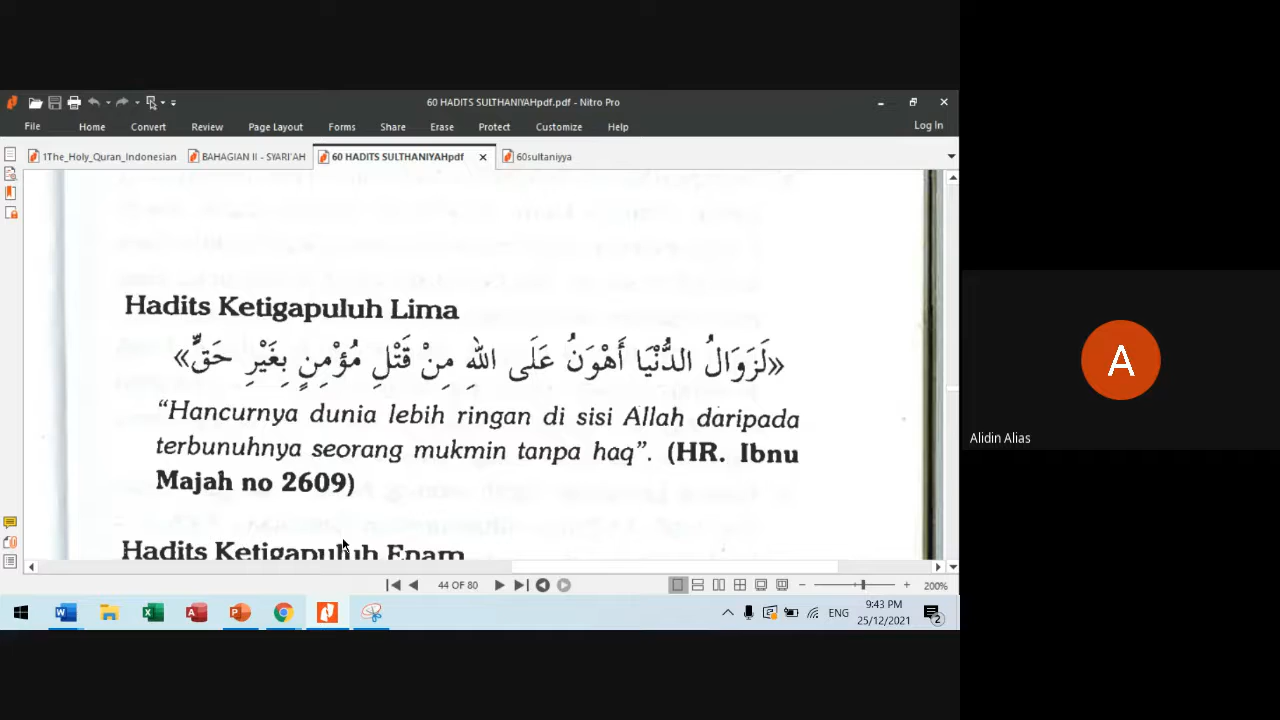 60 HADITS SULTHANIYAHpdf.pdf - Nitro Pro
File Home Convert Review Page Layout Forms Share Erase Protect Customize Help Log In
1The_Holy_Quran_Indonesian BAHAGIAN II - SYARI'AH 60 HADITS SULTHANIYAHpdf 60sultaniyya
Hadits Ketigapuluh Lima
«لَزَوَالُ الدُّنْيَا أَهْوَنُ عَلَى اللهِ مِنْ قَتْلِ مُؤْمِنٍ بِغَيْرِ حَقٍّ»
“Hancurnya dunia lebih ringan di sisi Allah daripada
terbunuhnya seorang mukmin tanpa haq”. (HR. Ibnu
Majah no 2609)
Hadits Ketigapuluh Enam
A
Alidin Alias
44 OF 80
200%
ENG
9:43 PM
25/12/2021
2